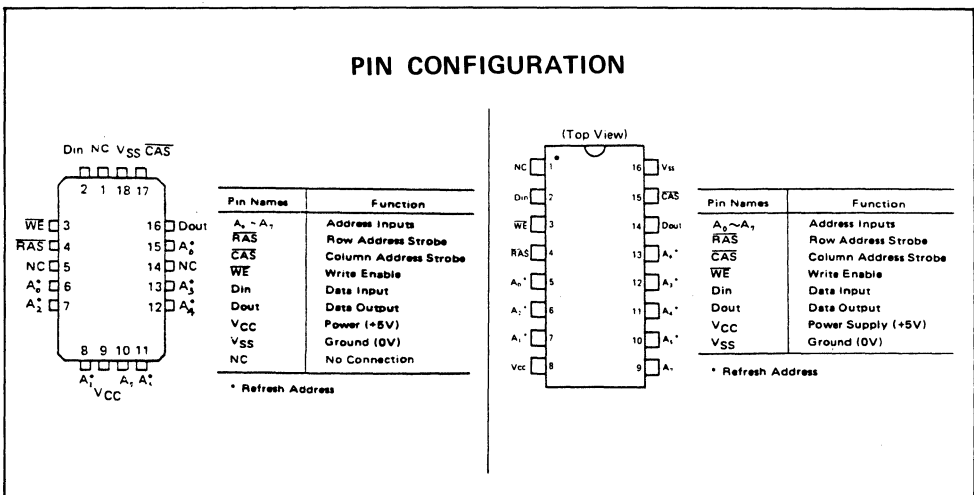 PIN CONFIGURATION
Din NC VSS CAS
2 1 18 17
WE 3
RAS 4
NC 5
A0* 6
A2* 7
16 Dout
15 A6*
14 NC
13 A3*
12 A4*
8 9 10 11
A1* VCC A7 A5*
Pin Names Function
A0 - A7 Address Inputs
RAS Row Address Strobe
CAS Column Address Strobe
WE Write Enable
Din Data Input
Dout Data Output
VCC Power (+5V)
VSS Ground (0V)
NC No Connection
* Refresh Address
(Top View)
NC 1
Din 2
WE 3
RAS 4
A0* 5
A2* 6
A1* 7
Vcc 8
16 Vss
15 CAS
14 Dout
13 A6*
12 A3*
11 A4*
10 A5*
9 A7
Pin Names Function
A0~A7 Address Inputs
RAS Row Address Strobe
CAS Column Address Strobe
WE Write Enable
Din Data Input
Dout Data Output
VCC Power Supply (+5V)
VSS Ground (0V)
* Refresh Address